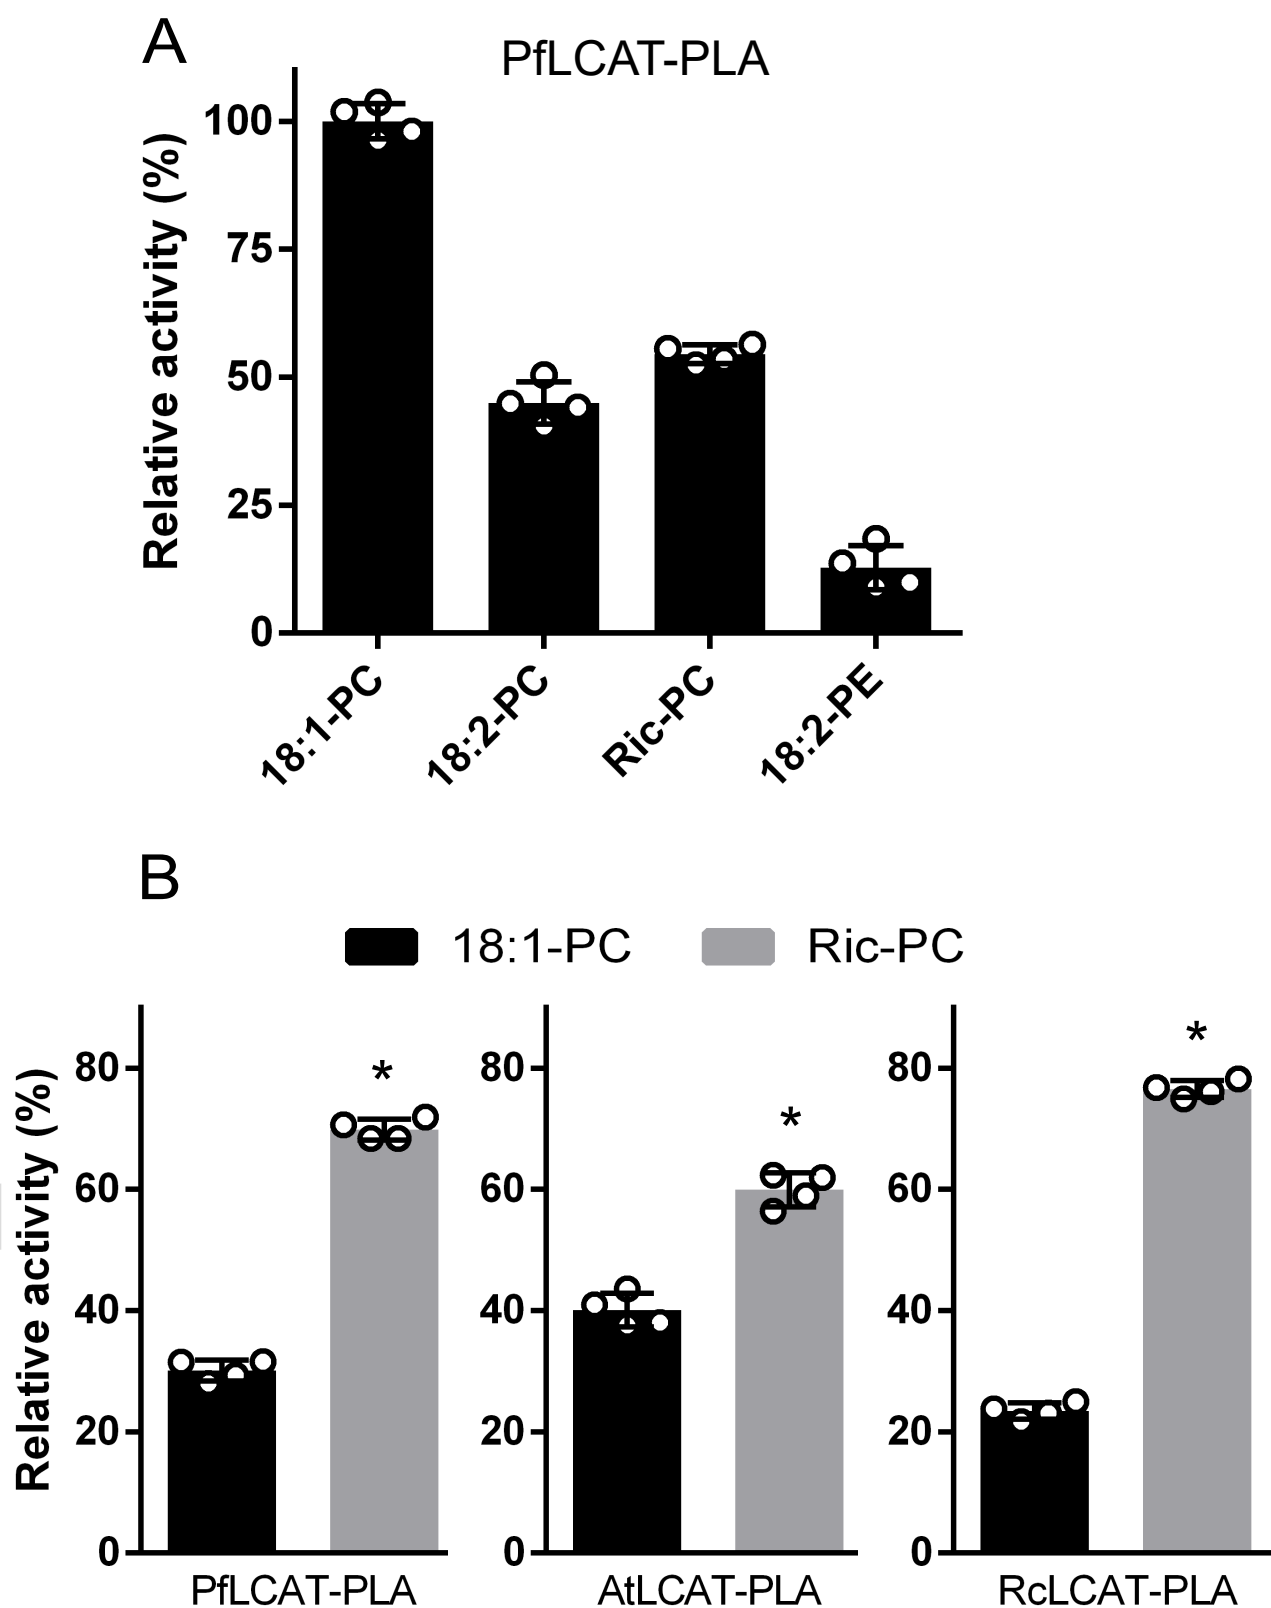 A
PfLCAT-PLA
Relative activity (%)
100
75
50
25
0
18:1-PC
18:2-PC
Ric-PC
18:2-PE
B
18:1-PC
Ric-PC
Relative activity (%)
80
60
40
20
0
*
PfLCAT-PLA
80
60
40
20
0
*
AtLCAT-PLA
80
60
40
20
0
*
RcLCAT-PLA